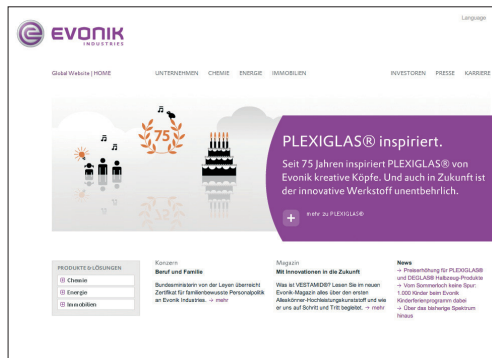 Language
EVONIK
INDUSTRIES
Global Website | HOME
UNTERNEHMEN CHEMIE ENERGIE IMMOBILIEN
INVESTOREN PRESSE KARRIERE
75
PLEXIGLAS® inspiriert.
Seit 75 Jahren inspiriert PLEXIGLAS® von
Evonik kreative Köpfe. Und auch in Zukunft ist
der innovative Werkstoff unentbehrlich.
+ mehr zu PLEXIGLAS®
PRODUKTE & LÖSUNGEN
Chemie
Energie
Immobilien
Konzern
Beruf und Familie
Bundesministerin von der Leyen überreicht
Zertifikat für familienbewusste Personalpolitik
an Evonik Industries. → mehr
Magazin
Mit Innovationen in die Zukunft
Was ist VESTAMID®? Lesen Sie im neuen
Evonik-Magazin alles über den ersten
Alleskönner-Hochleistungskunststoff und wie
er uns auf Schritt und Tritt begleitet. → mehr
News
→ Preiserhöhung für PLEXIGLAS®
und DEGLAS® Halbzeug-Produkte
→ Vom Sommerloch keine Spur:
1.000 Kinder beim Evonik
Kinderferienprogramm dabei
→ Über das bisherige Spektrum
hinaus